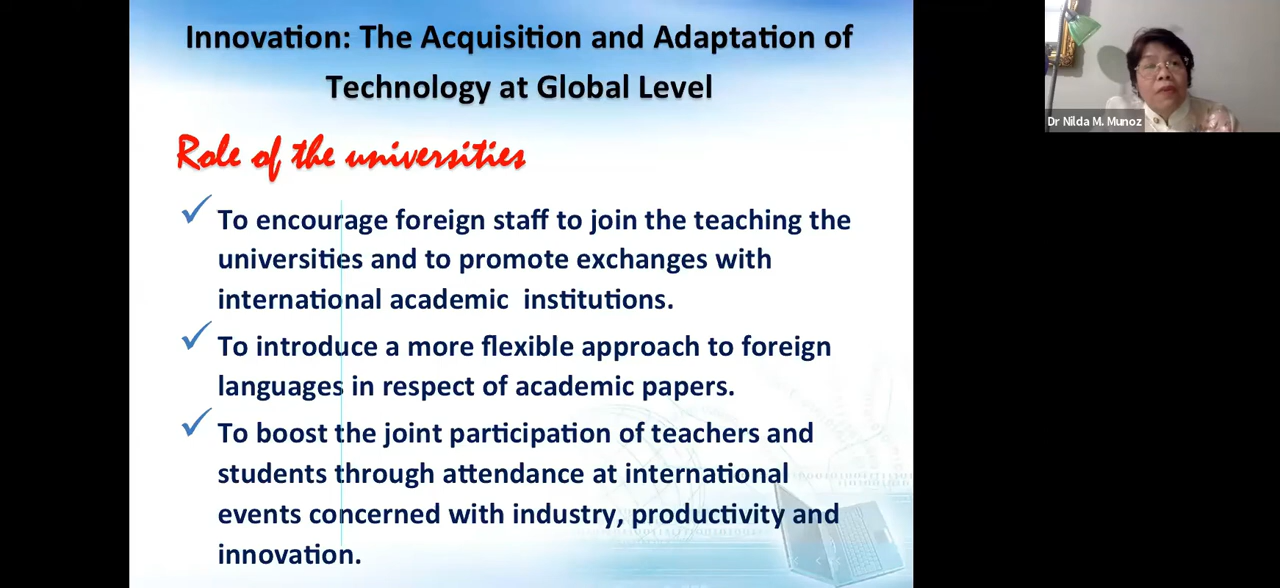 Innovation: The Acquisition and Adaptation of
Technology at Global Level
Role of the universities
To encourage foreign staff to join the teaching the
universities and to promote exchanges with
international academic institutions.
To introduce a more flexible approach to foreign
languages in respect of academic papers.
To boost the joint participation of teachers and
students through attendance at international
events concerned with industry, productivity and
innovation.
Dr Nilda M. Munoz